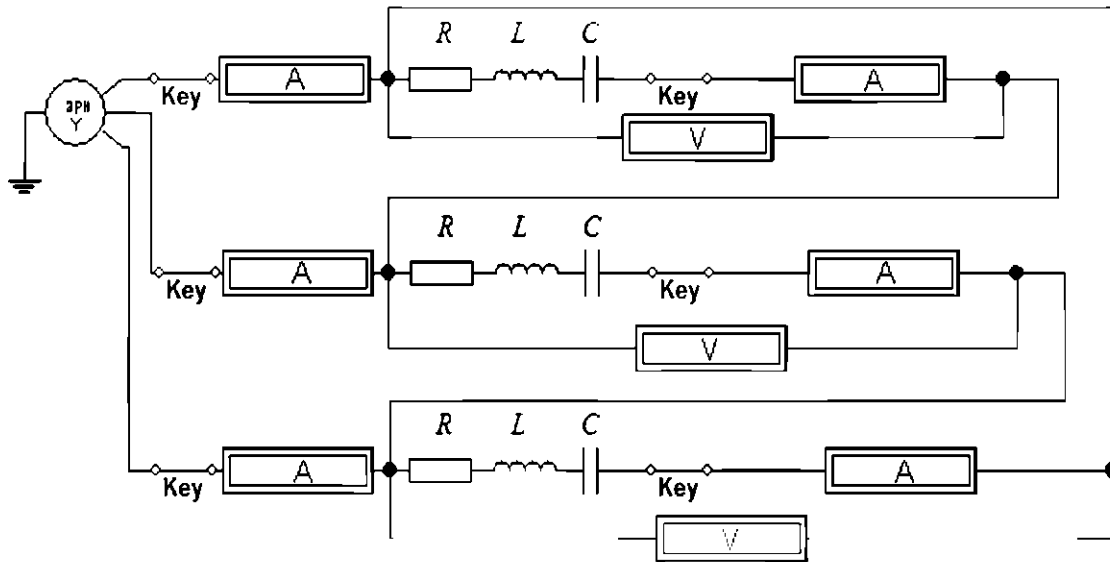 R L C
3PH A A
Y Key Key
V
R L C
A A
Key Key
V
R L C
A A
Key Key
V